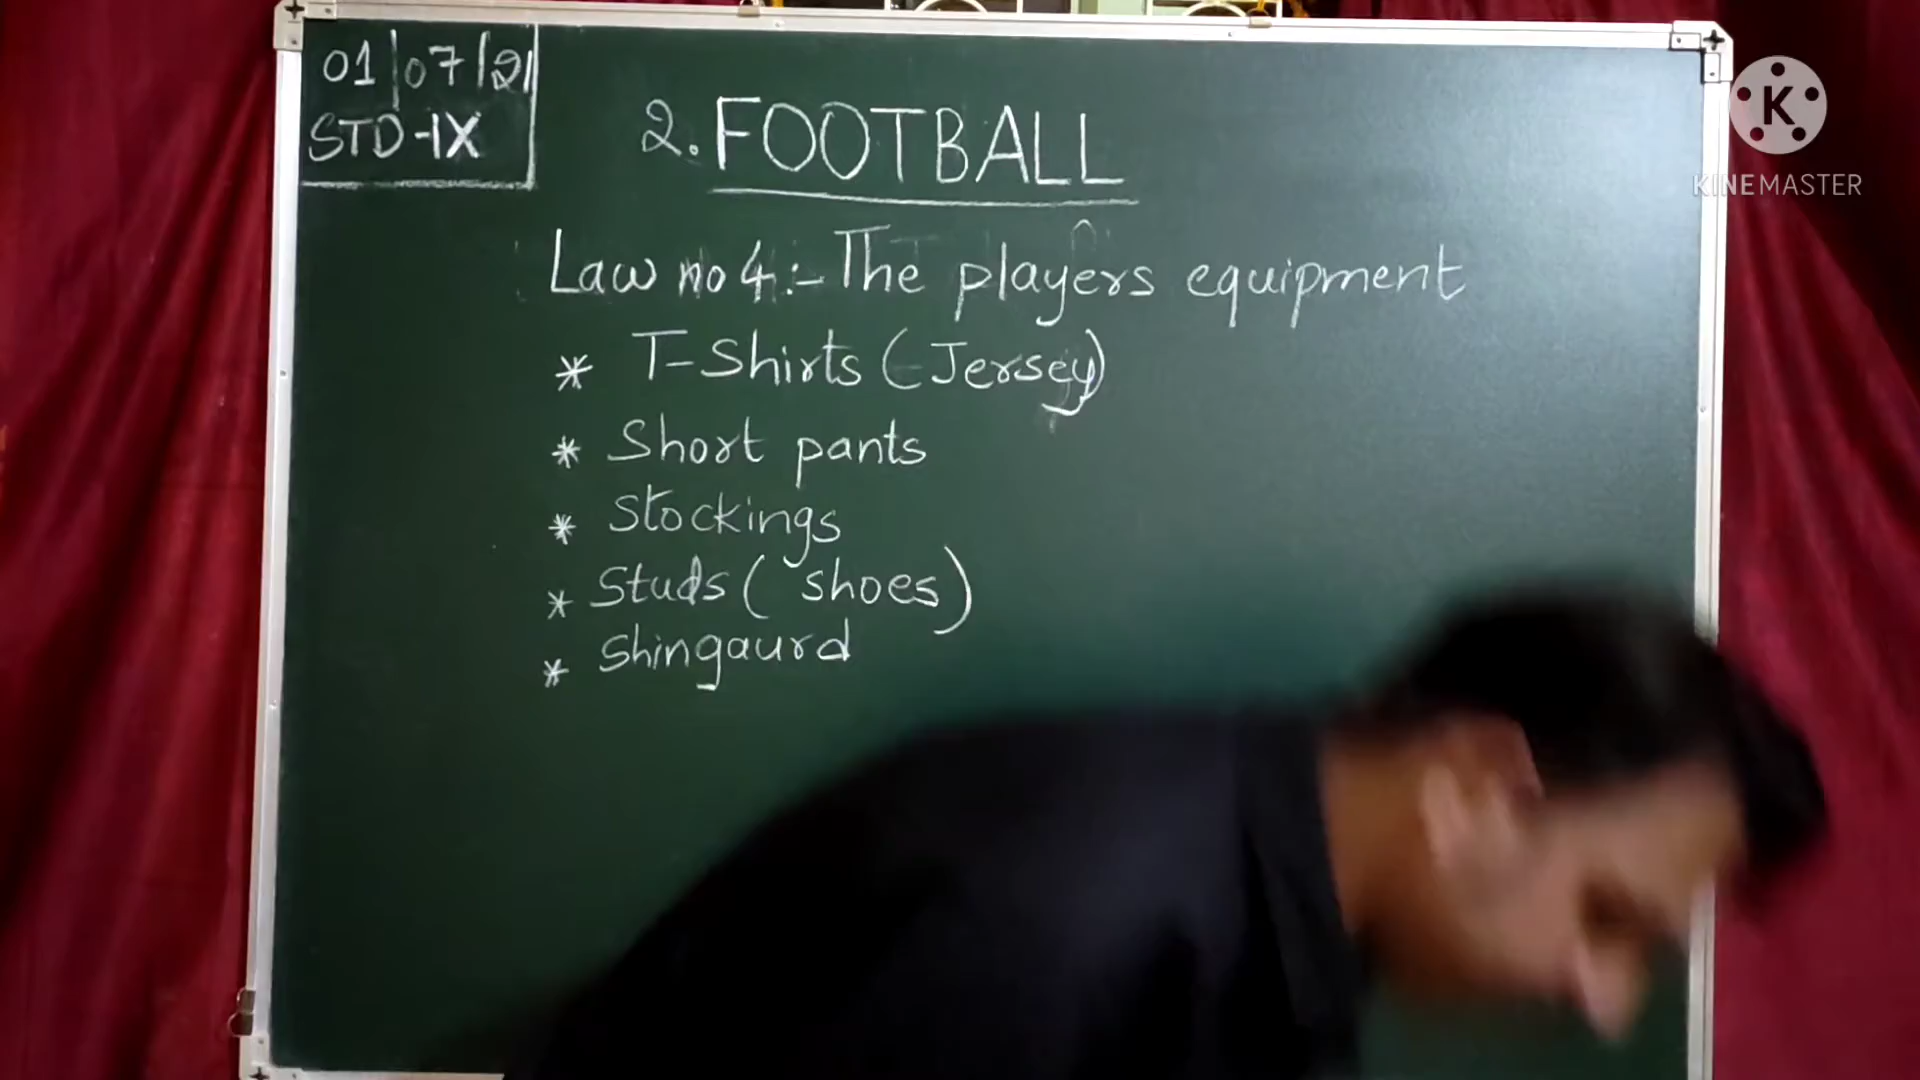 01/07/21
STD-IX
2. FOOTBALL
Law no 4:- The players equipment
* T-Shirts (Jersey)
* Short pants
* Stockings
* Studs ( shoes)
* Shingaurd
K
KINEMASTER